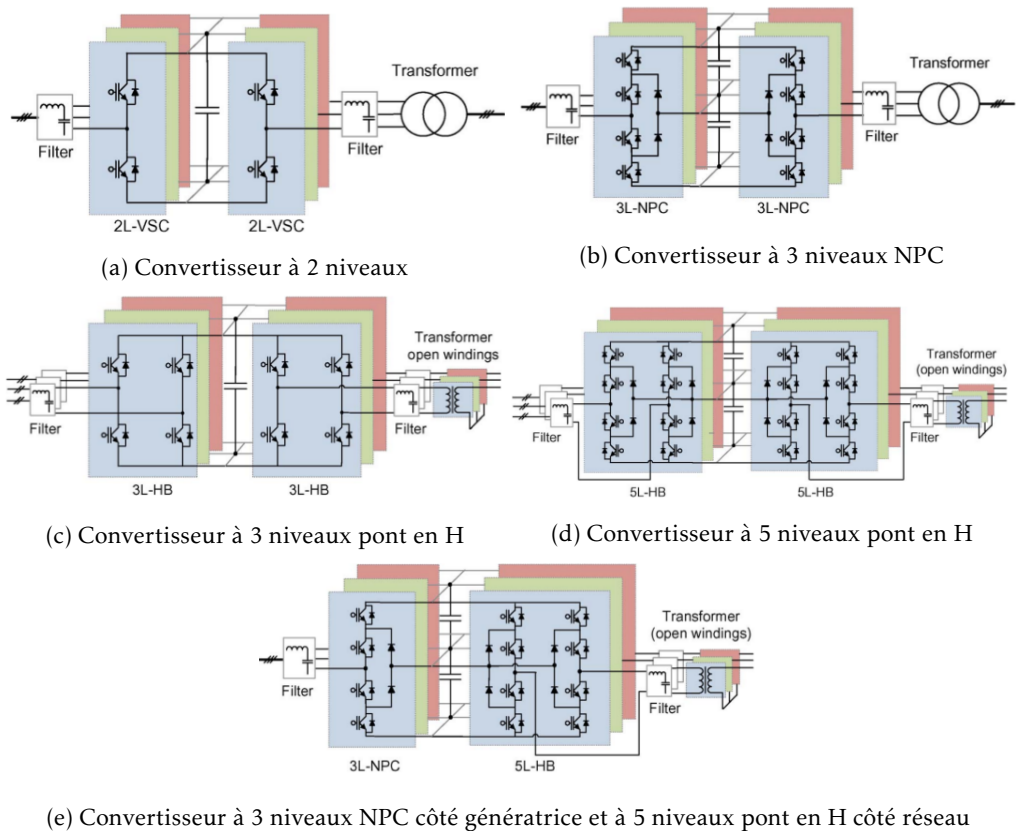 Transformer
Filter
Filter
2L-VSC
2L-VSC
(a) Convertisseur à 2 niveaux
Transformer
Filter
Filter
3L-NPC
3L-NPC
(b) Convertisseur à 3 niveaux NPC
Transformer
open windings)
Filter
Filter
3L-HB
3L-HB
(c) Convertisseur à 3 niveaux pont en H
Transformer
(open windings)
Filter
Filter
5L-HB
5L-HB
(d) Convertisseur à 5 niveaux pont en H
Transformer
(open windings)
Filter
Filter
3L-NPC
5L-HB
(e) Convertisseur à 3 niveaux NPC côté génératrice et à 5 niveaux pont en H côté réseau